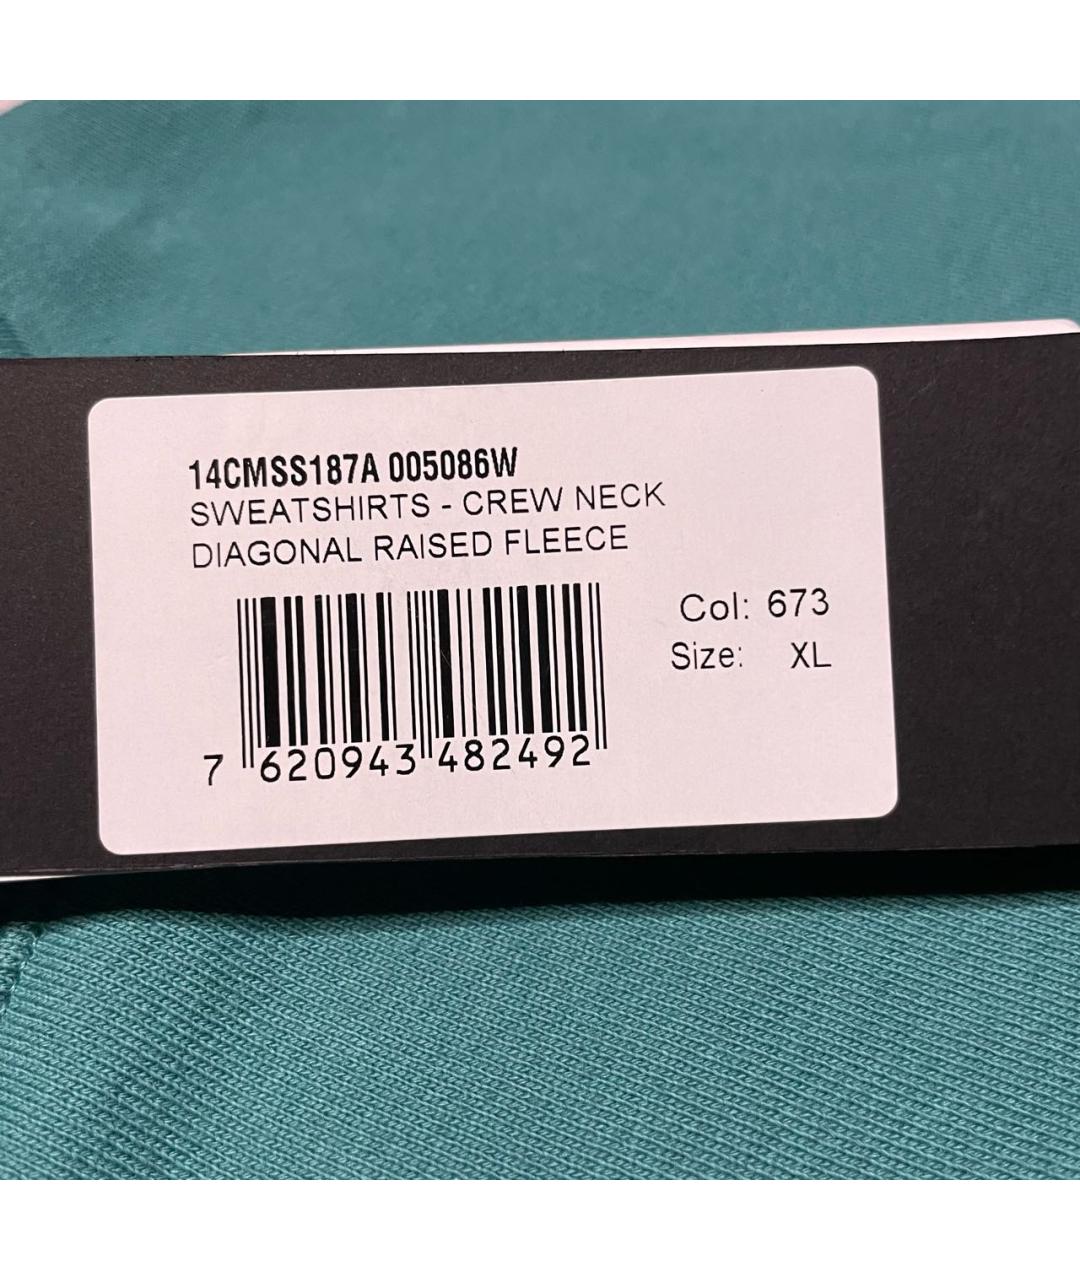 14CMSS187A 005086W
SWEATSHIRTS - CREW NECK
DIAGONAL RAISED FLEECE
Col: 673
Size: XL
7 620943 482492